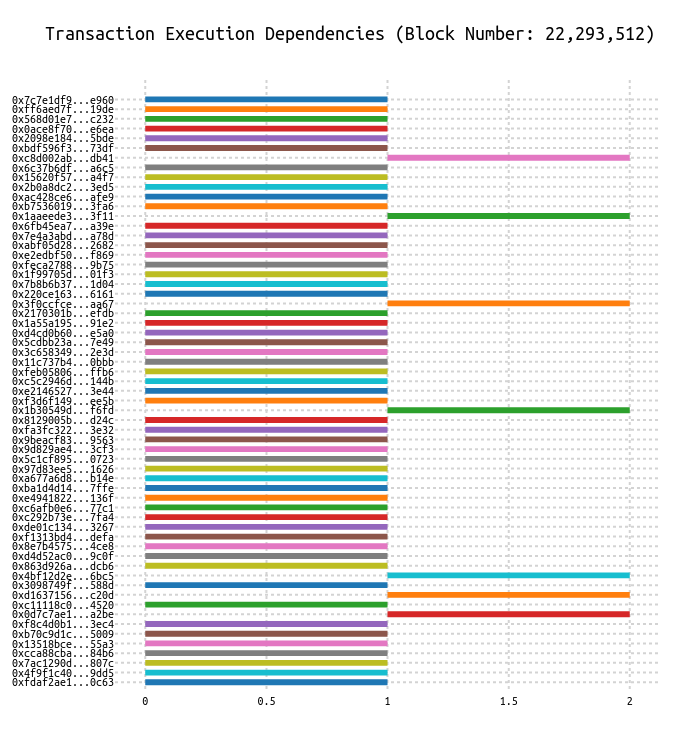 Transaction Execution Dependencies (Block Number: 22,293,512)
0x7c7e1df9...e960
0xff6aed7f...19de
0x568d01e7...c232
0x0ace8f70...e6ea
0x2098e184...5bde
0xbdf596f3...73df
0xc8d002ab...db41
0x6c37b6df...a6c5
0x15620f57...a4f7
0x2b0a8dc2...3ed5
0xac428ce6...afe9
0xb7536019...3fa6
0x1aaeede3...3f11
0x6fb45ea7...a39e
0x7e4a3abd...a78d
0xabf05d28...2682
0xe2edbf50...f869
0xfeca2788...9b75
0x1f99705d...01f3
0x7b8b6b37...1d04
0x220ce163...6161
0x3f0ccfce...aa67
0x2170301b...efdb
0x1a55a195...91e2
0xd4cd0b60...e5a0
0x5cdbb23a...7e49
0x3c658349...2e3d
0x11c737b4...0bbb
0xfeb05806...ffb6
0xc5c2946d...144b
0xe2146527...3e44
0xf3d6f149...ee5b
0x1b30549d...f6fd
0x8129005b...d24c
0xfa3fc322...3e32
0x9beacf83...9563
0x9d829ae4...3cf3
0x5c1cf895...0723
0x97d83ee5...1626
0xa677a6d8...b14e
0xba1d4d14...7ffe
0xe4941822...136f
0xc6afb0e6...77c1
0xc292b73e...7fa4
0xde01c134...3267
0xf1313bd4...defa
0x8e7b4575...4ce8
0xd4d52ac0...9c0f
0x863d926a...dcb6
0x4bf12d2e...6bc5
0x3098749f...588d
0xd1637156...c20d
0xc11118c0...4520
0x0d7c7ae1...a2be
0xf8c4d0b1...3ec4
0xb70c9d1c...5009
0x13518bce...55a3
0xcca88cba...84b6
0x7ac1290d...807c
0x4f9f1c40...9dd5
0xfdaf2ae1...0c63
0 0.5 1 1.5 2